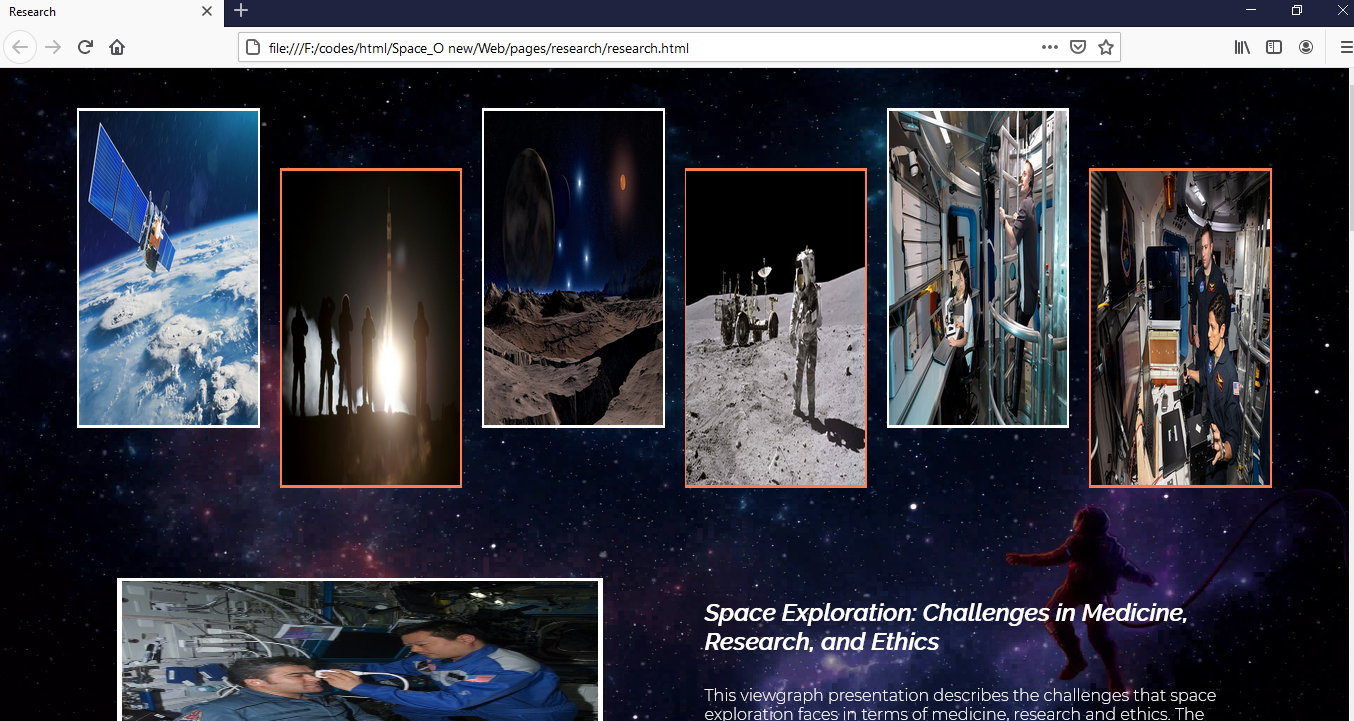 Research
file:///F:/codes/html/Space_O new/Web/pages/research/research.html
Space Exploration: Challenges in Medicine,
Research, and Ethics
This viewgraph presentation describes the challenges that space
exploration faces in terms of medicine, research and ethics. The